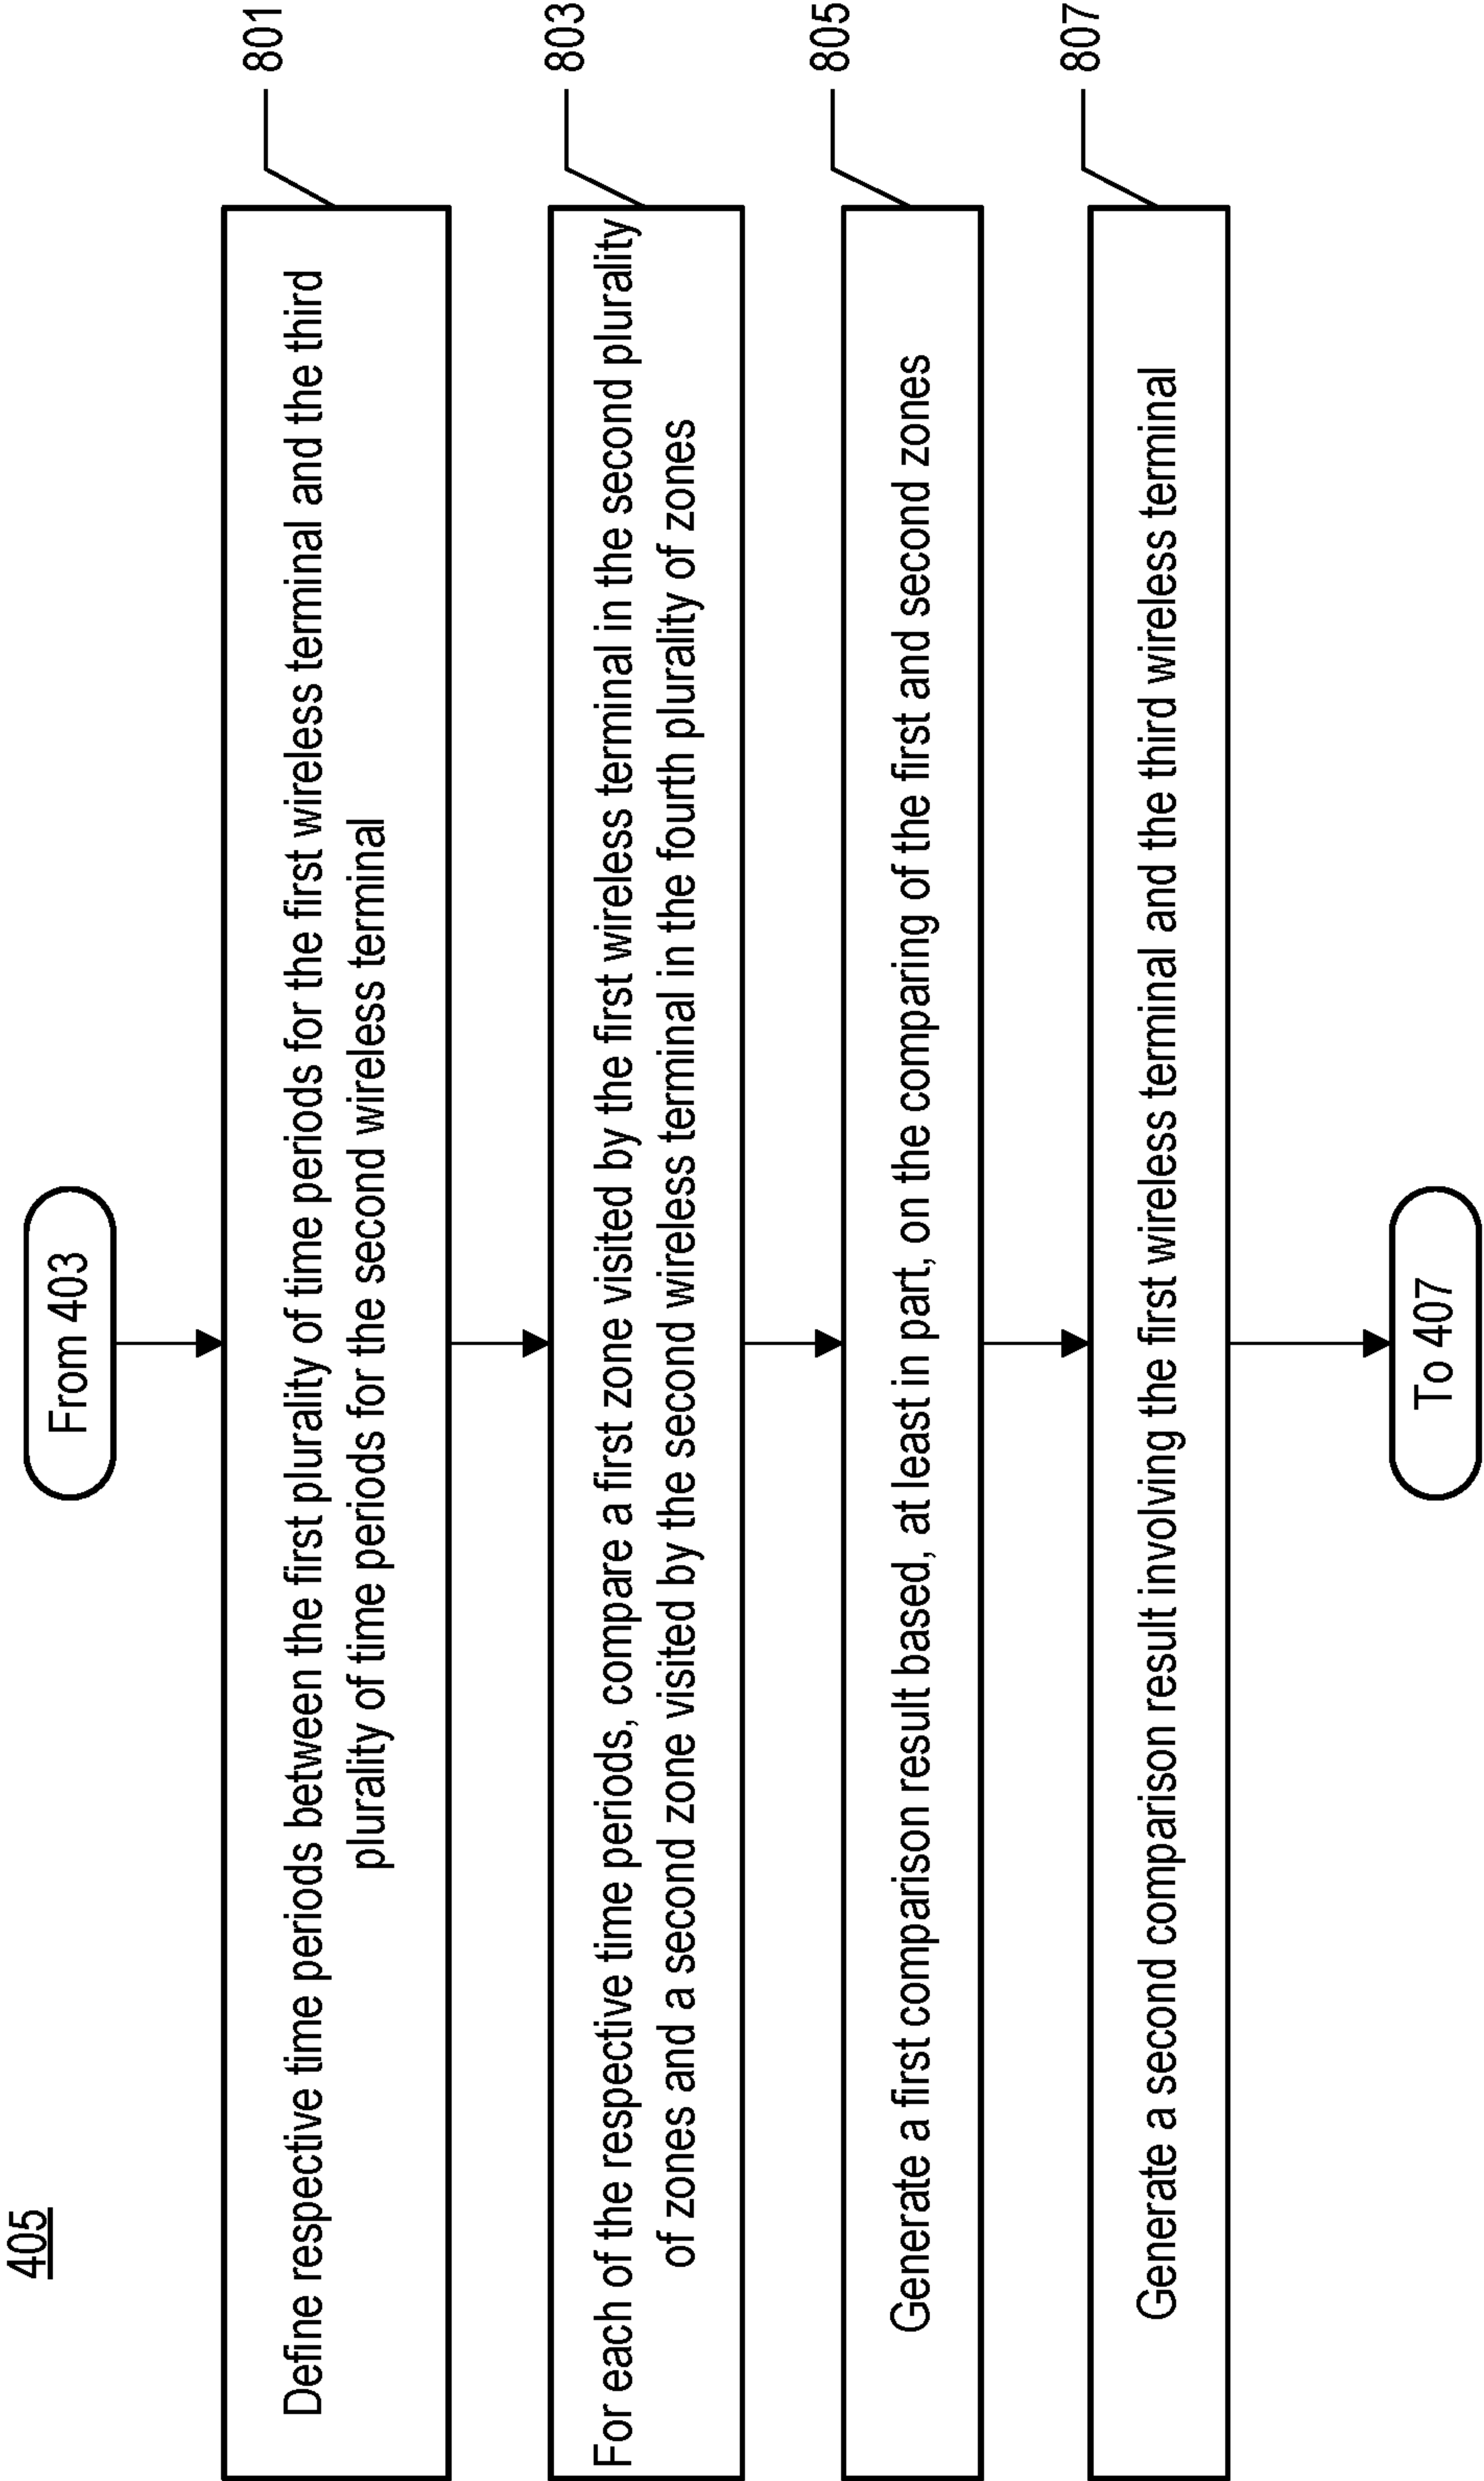 405
From 403
801
Define respective time periods between the first plurality of time periods for the first wireless terminal and the third
plurality of time periods for the second wireless terminal
803
For each of the respective time periods, compare a first zone visited by the first wireless terminal in the second plurality
of zones and a second zone visited by the second wireless terminal in the fourth plurality of zones
805
Generate a first comparison result based, at least in part, on the comparing of the first and second zones
807
Generate a second comparison result involving the first wireless terminal and the third wireless terminal
To 407